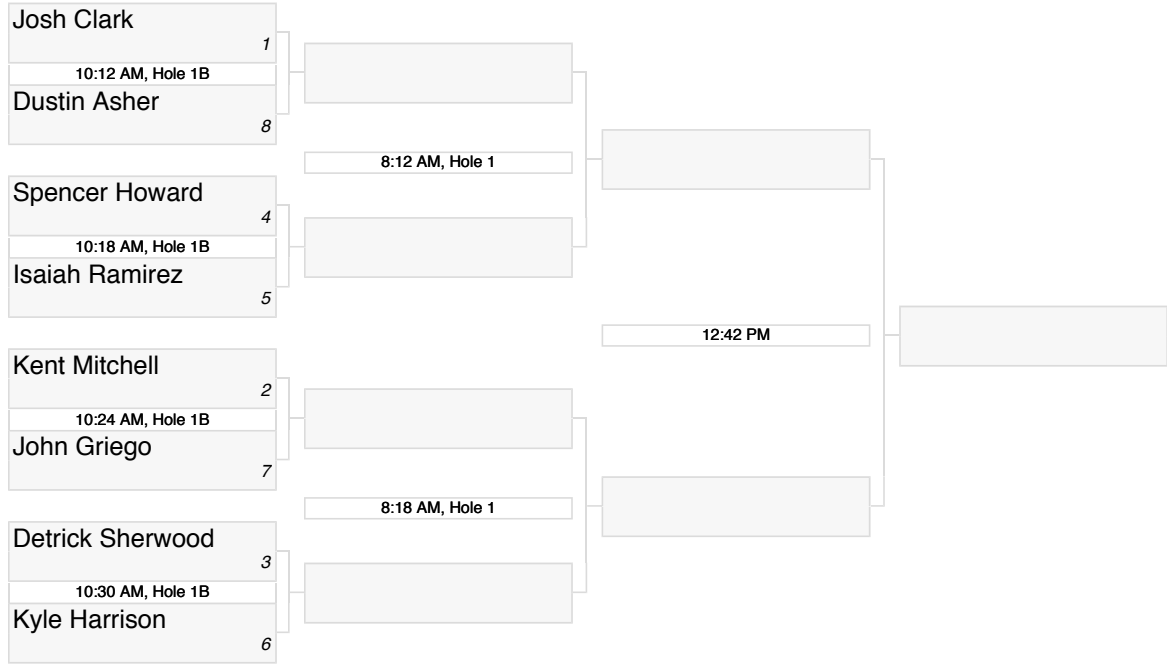 Josh Clark
1
10:12 AM, Hole 1B
Dustin Asher
8
Spencer Howard
4
10:18 AM, Hole 1B
Isaiah Ramirez
5
Kent Mitchell
2
10:24 AM, Hole 1B
John Griego
7
Detrick Sherwood
3
10:30 AM, Hole 1B
Kyle Harrison
6
8:12 AM, Hole 1
8:18 AM, Hole 1
12:42 PM